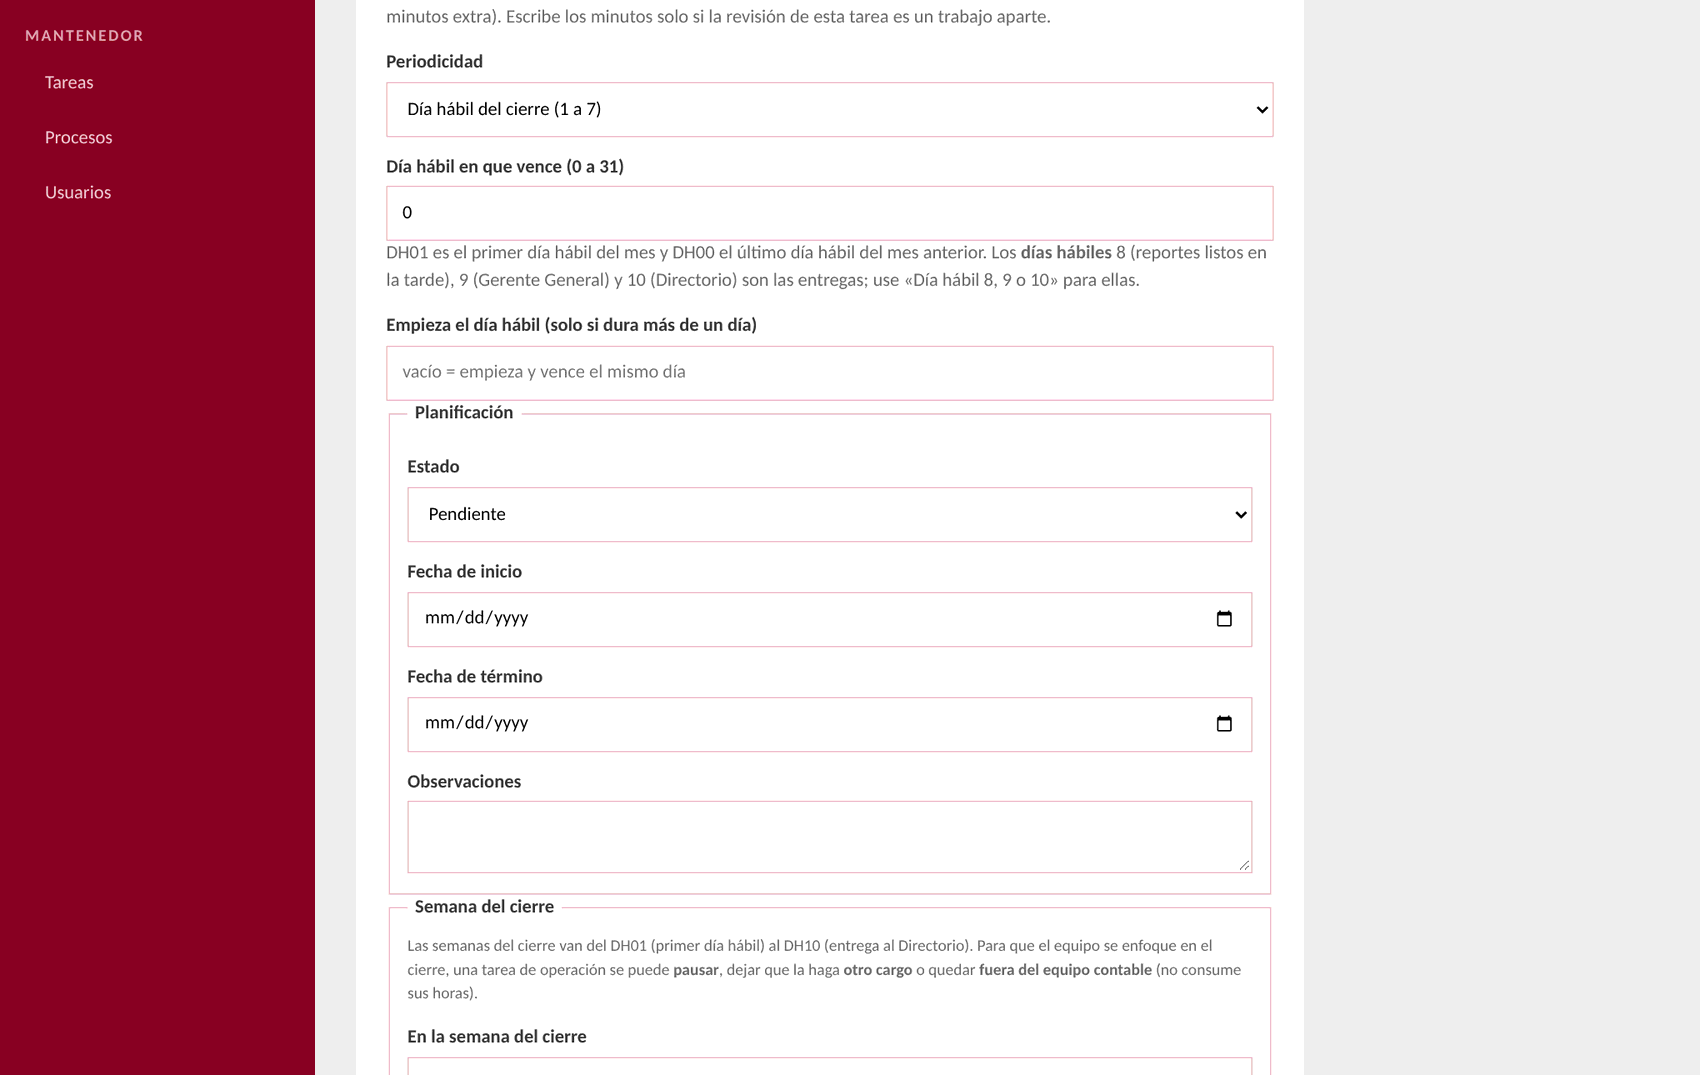 MANTENEDOR
Tareas
Procesos
Usuarios
minutos extra). Escribe los minutos solo si la revisión de esta tarea es un trabajo aparte.
Periodicidad
Día hábil del cierre (1 a 7)
Día hábil en que vence (0 a 31)
0
DH01 es el primer día hábil del mes y DH00 el último día hábil del mes anterior. Los días hábiles 8 (reportes listos en
la tarde), 9 (Gerente General) y 10 (Directorio) son las entregas; use «Día hábil 8, 9 o 10» para ellas.
Empieza el día hábil (solo si dura más de un día)
vacío = empieza y vence el mismo día
Planificación
Estado
Pendiente
Fecha de inicio
mm/dd/yyyy
Fecha de término
mm/dd/yyyy
Observaciones
Semana del cierre
Las semanas del cierre van del DH01 (primer día hábil) al DH10 (entrega al Directorio). Para que el equipo se enfoque en el
cierre, una tarea de operación se puede pausar, dejar que la haga otro cargo o quedar fuera del equipo contable (no consume
sus horas).
En la semana del cierre